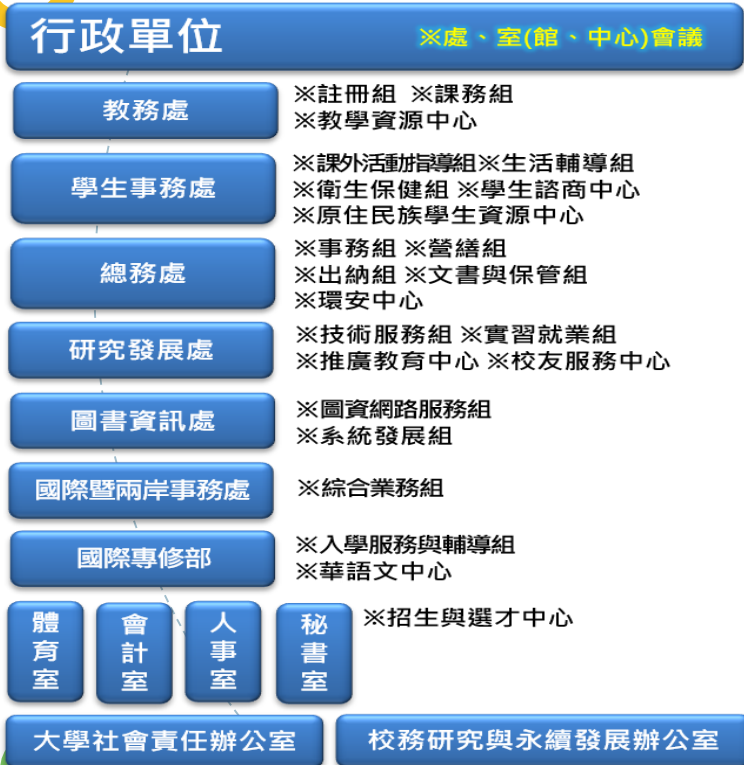 行政單位 ※處、室(館、中心)會議
教務處
※註冊組 ※課務組
※教學資源中心
學生事務處
※課外活動指導組※生活輔導組
※衛生保健組 ※學生諮商中心
※原住民族學生資源中心
總務處
※事務組 ※營繕組
※出納組 ※文書與保管組
※環安中心
研究發展處
※技術服務組 ※實習就業組
※推廣教育中心 ※校友服務中心
圖書資訊處
※圖資網路服務組
※系統發展組
國際暨兩岸事務處
※綜合業務組
國際專修部
※入學服務與輔導組
※華語文中心
體育室
會計室
人事室
秘書室
※招生與選才中心
大學社會責任辦公室
校務研究與永續發展辦公室